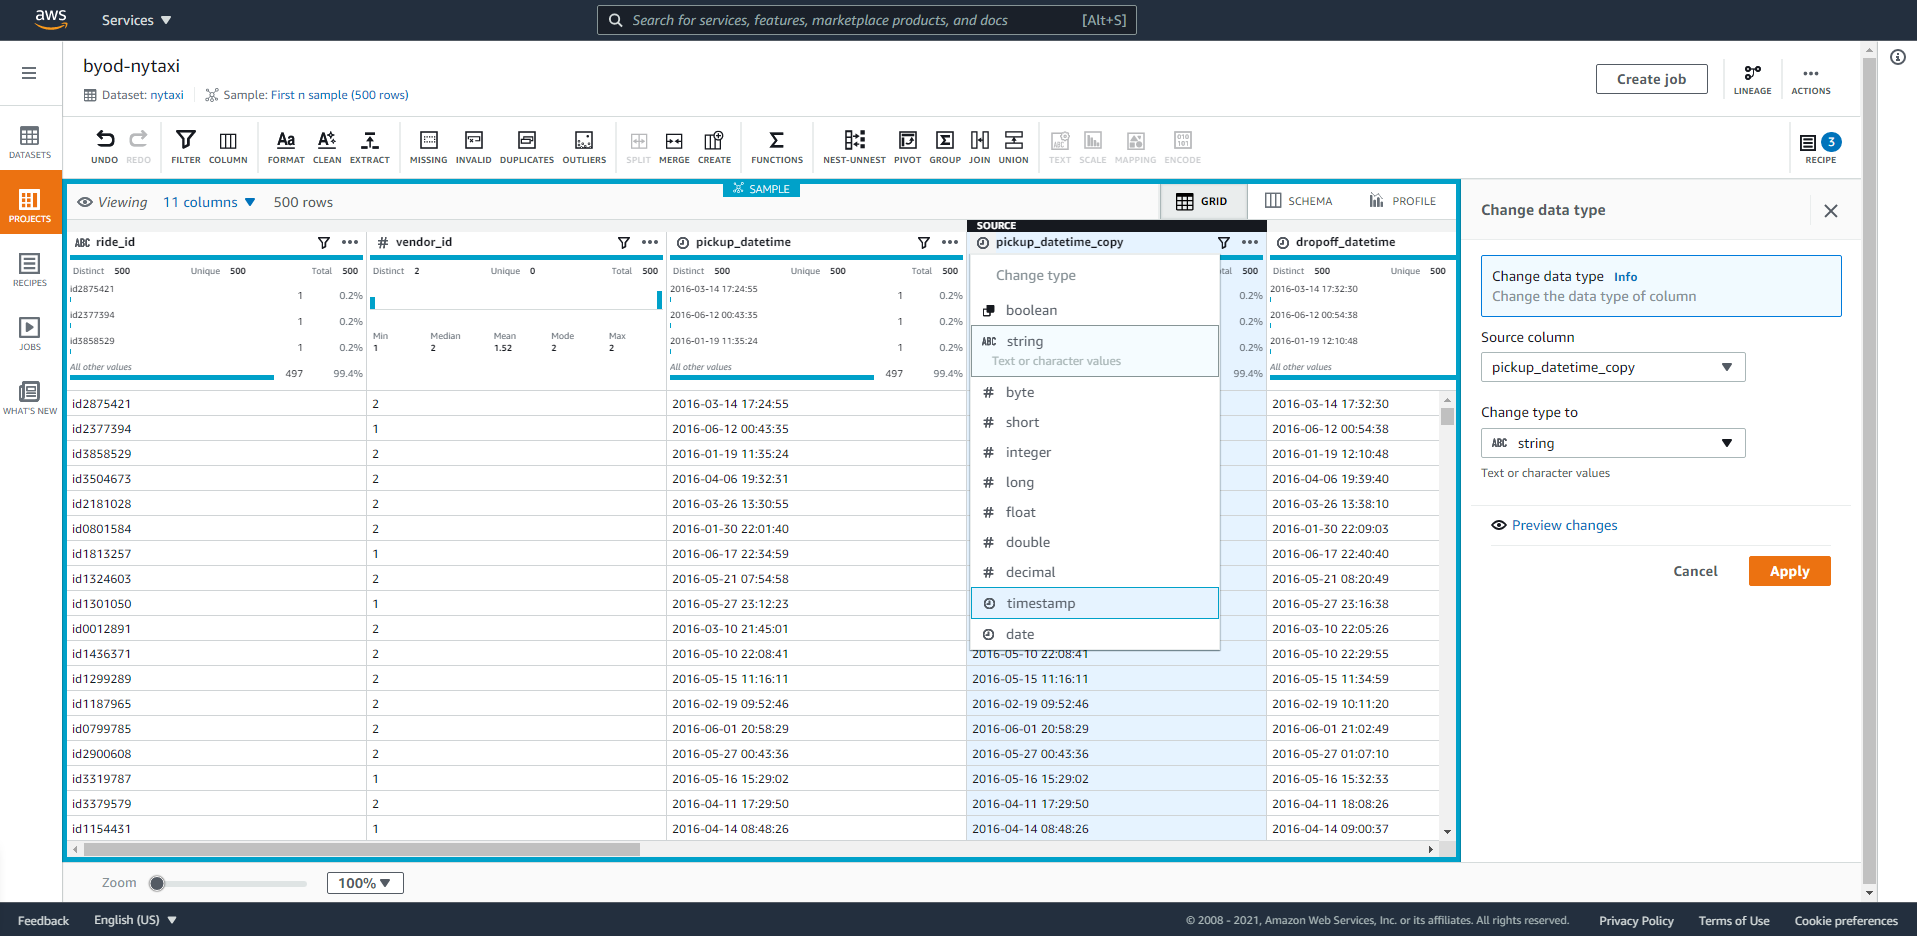 aws Services Search for services, features, marketplace products, and docs [Alt+S]
byod-nytaxi
Dataset: nytaxi Sample: First n sample (500 rows)
Create job LINEAGE ACTIONS
DATASETS
PROJECTS
RECIPES
JOBS
WHAT'S NEW
UNDO REDO FILTER COLUMN FORMAT CLEAN EXTRACT MISSING INVALID DUPLICATES OUTLIERS SPLIT MERGE CREATE FUNCTIONS NEST-UNNEST PIVOT GROUP JOIN UNION TEXT SCALE MAPPING ENCODE
3
RECIPE
SAMPLE
Viewing 11 columns 500 rows
GRID SCHEMA PROFILE
SOURCE
ABC ride_id # vendor_id pickup_datetime pickup_datetime_copy dropoff_datetime
Distinct 500 Unique 500 Total 500 Distinct 2 Unique 0 Total 500 Distinct 500 Unique 500 Total 500 tal 500 Distinct 500 Unique 500
id2875421 1 0.2% 2016-03-14 17:24:55 1 0.2% 0.2% 2016-03-14 17:32:30
id2377394 1 0.2% 2016-06-12 00:43:35 1 0.2% 0.2% 2016-06-12 00:54:38
id3858529 1 0.2% 2016-01-19 11:35:24 1 0.2% 0.2% 2016-01-19 12:10:48
Min Median Mean Mode Max
1 2 1.52 2 2
All other values 497 99.4% All other values 497 99.4% 99.4% All other values
id2875421 2 2016-03-14 17:24:55 2016-03-14 17:32:30
id2377394 1 2016-06-12 00:43:35 2016-06-12 00:54:38
id3858529 2 2016-01-19 11:35:24 2016-01-19 12:10:48
id3504673 2 2016-04-06 19:32:31 2016-04-06 19:39:40
id2181028 2 2016-03-26 13:30:55 2016-03-26 13:38:10
id0801584 2 2016-01-30 22:01:40 2016-01-30 22:09:03
id1813257 1 2016-06-17 22:34:59 2016-06-17 22:40:40
id1324603 2 2016-05-21 07:54:58 2016-05-21 08:20:49
id1301050 1 2016-05-27 23:12:23 2016-05-27 23:16:38
id0012891 2 2016-03-10 21:45:01 2016-03-10 22:05:26
id1436371 2 2016-05-10 22:08:41 2016-05-10 22:08:41 2016-05-10 22:29:55
id1299289 2 2016-05-15 11:16:11 2016-05-15 11:16:11 2016-05-15 11:34:59
id1187965 2 2016-02-19 09:52:46 2016-02-19 09:52:46 2016-02-19 10:11:20
id0799785 2 2016-06-01 20:58:29 2016-06-01 20:58:29 2016-06-01 21:02:49
id2900608 2 2016-05-27 00:43:36 2016-05-27 00:43:36 2016-05-27 01:07:10
id3319787 1 2016-05-16 15:29:02 2016-05-16 15:29:02 2016-05-16 15:32:33
id3379579 2 2016-04-11 17:29:50 2016-04-11 17:29:50 2016-04-11 18:08:26
id1154431 1 2016-04-14 08:48:26 2016-04-14 08:48:26 2016-04-14 09:00:37
Change type
boolean
ABC string
Text or character values
# byte
# short
# integer
# long
# float
# double
# decimal
timestamp
date
Change data type
Change data type Info
Change the data type of column
Source column
pickup_datetime_copy
Change type to
ABC string
Text or character values
Preview changes
Cancel Apply
Zoom 100%
Feedback English (US) © 2008 - 2021, Amazon Web Services, Inc. or its affiliates. All rights reserved. Privacy Policy Terms of Use Cookie preferences